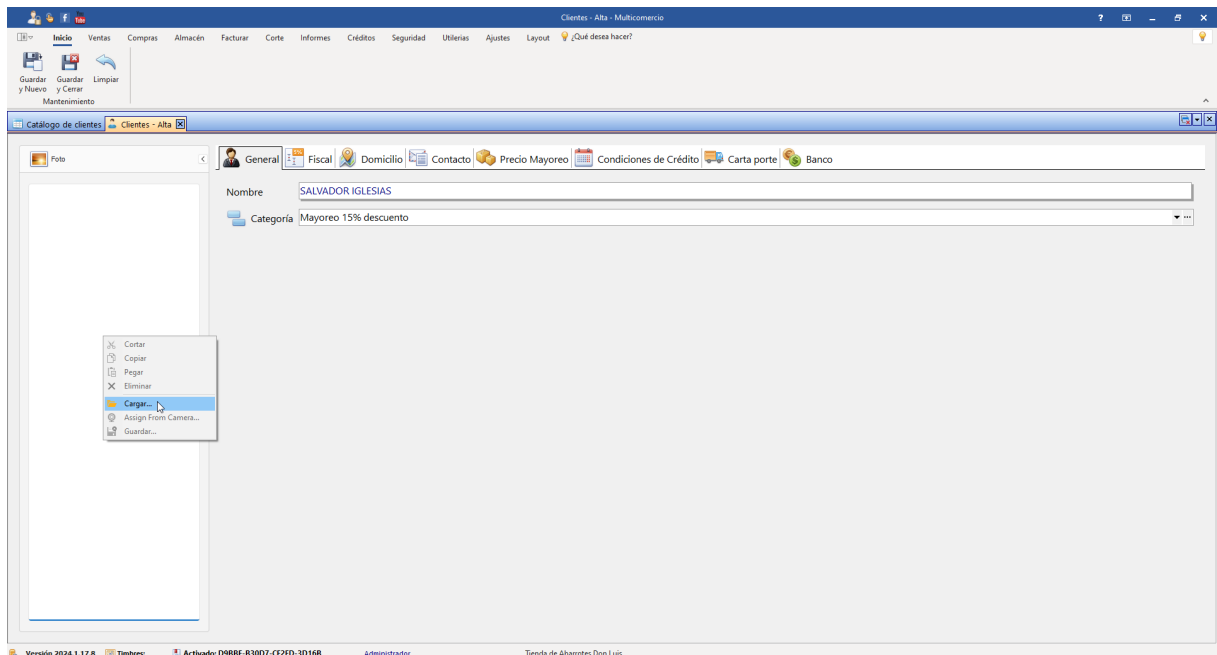 Clientes - Alta - Multicomercio
Inicio Ventas Compras Almacén Facturar Corte Informes Créditos Seguridad Utilerias Ajustes Layout ¿Qué desea hacer?
Guardar y Nuevo Guardar y Cerrar Limpiar
Mantenimiento
Catálogo de clientes Clientes - Alta
Foto
General Fiscal Domicilio Contacto Precio Mayoreo Condiciones de Crédito Carta porte Banco
Nombre SALVADOR IGLESIAS
Categoría Mayoreo 15% descuento
Cortar
Copiar
Pegar
Eliminar
Cargar...
Assign From Camera...
Guardar...
Versión 2024.1.17.8 Timbres: Activado: D9BBE-B30D7-CF2FD-3D16B Administrador Tienda de Abarrotes Don Luis